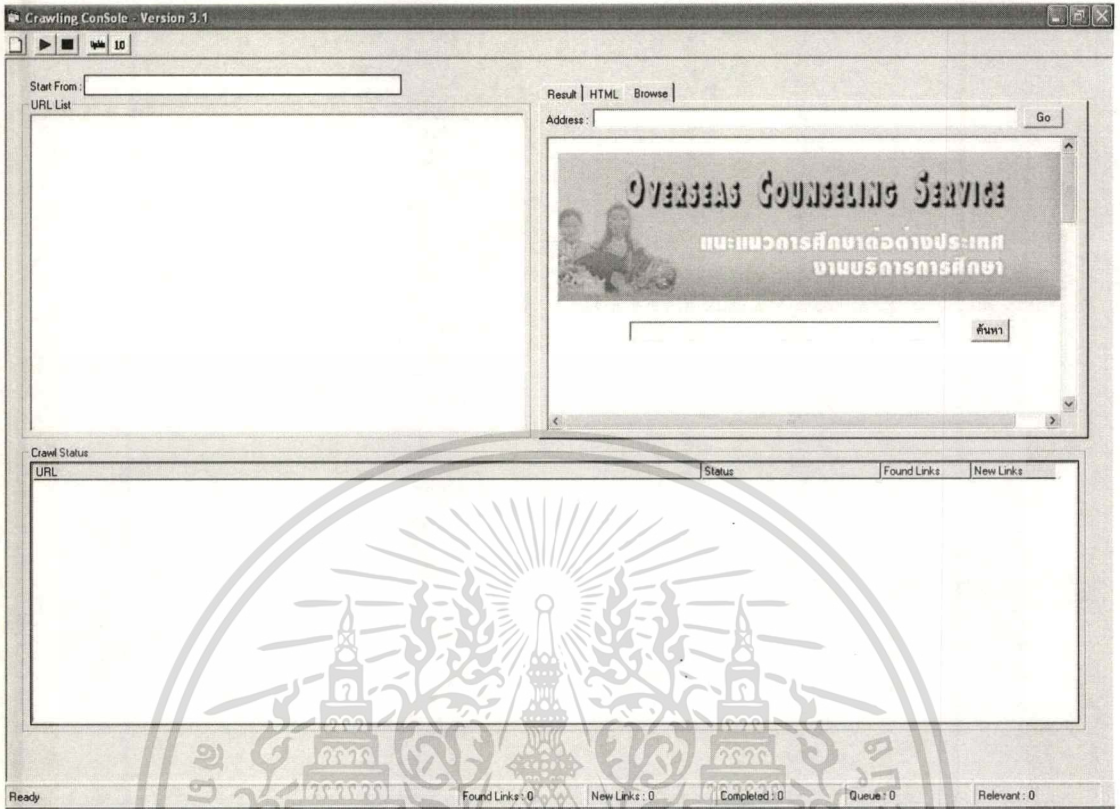 Crawling ConSole - Version 3.1
Update 1.0
Start From :
URL List
Result HTML Browse
Address : Go
OVERSEAS COUNSELING SERVICE
แนะแนวการศึกษาต่อต่างประเทศ
งานบริการการศึกษา
ค้นหา
Crawl Status
URL Status Found Links New Links
Ready Found Links : 0 New Links : 0 Completed : 0 Queue : 0 Relevant : 0